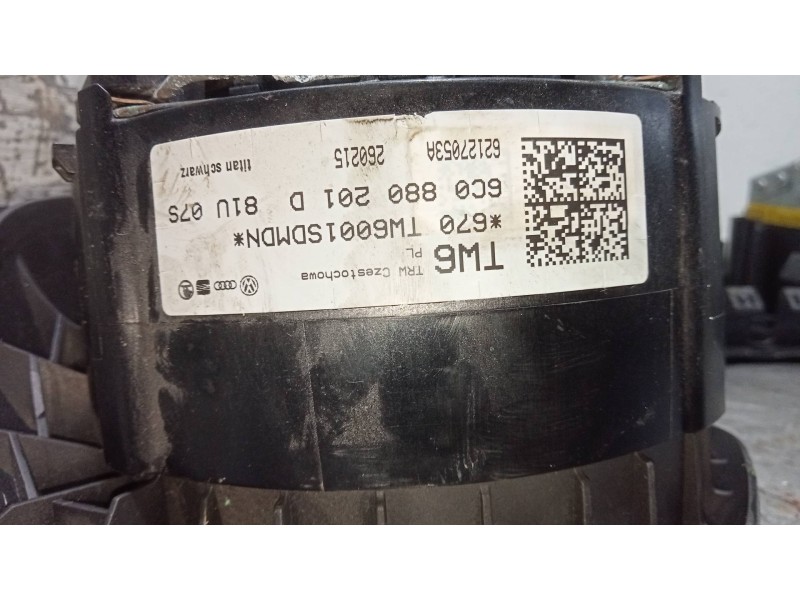 TW6
PL
TRW Czestochowa
*670 TW6001SDMDN*
6C0 880 201 D 81U 07S
62127053A 260215 titan schwarz